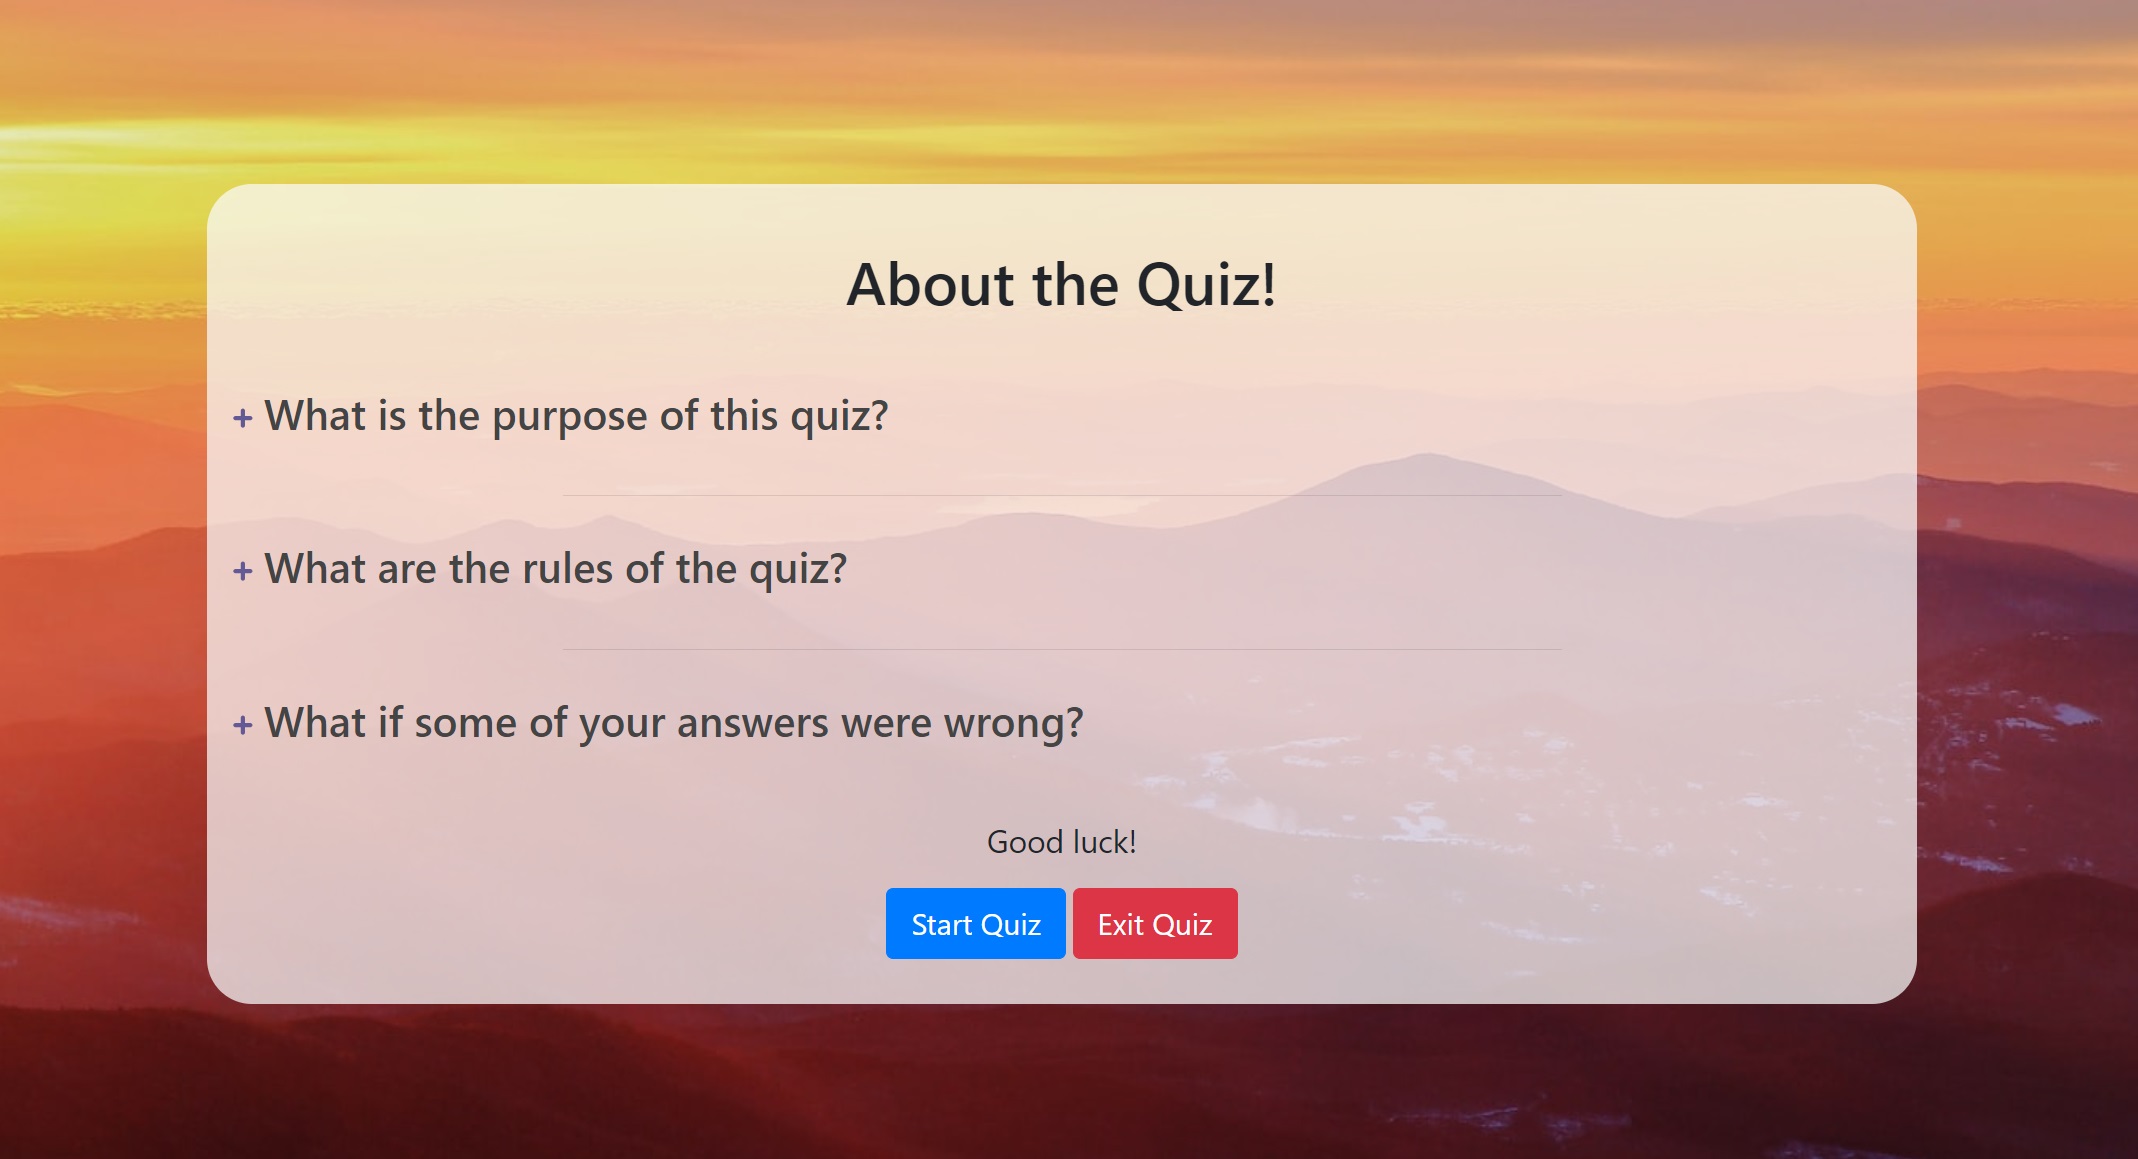 About the Quiz!
+ What is the purpose of this quiz?
+ What are the rules of the quiz?
+ What if some of your answers were wrong?
Good luck!
Start Quiz Exit Quiz